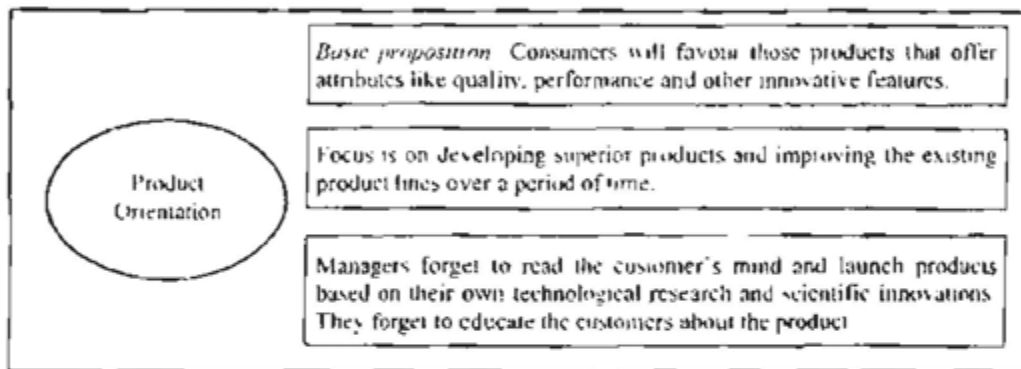 Basic proposition Consumers will favour those products that offer
attributes like quality, performance and other innovative features.
Product
Orientation
Focus is on developing superior products and improving the existing
product lines over a period of time.
Managers forget to read the customer's mind and launch products
based on their own technological research and scientific innovations
They forget to educate the customers about the product